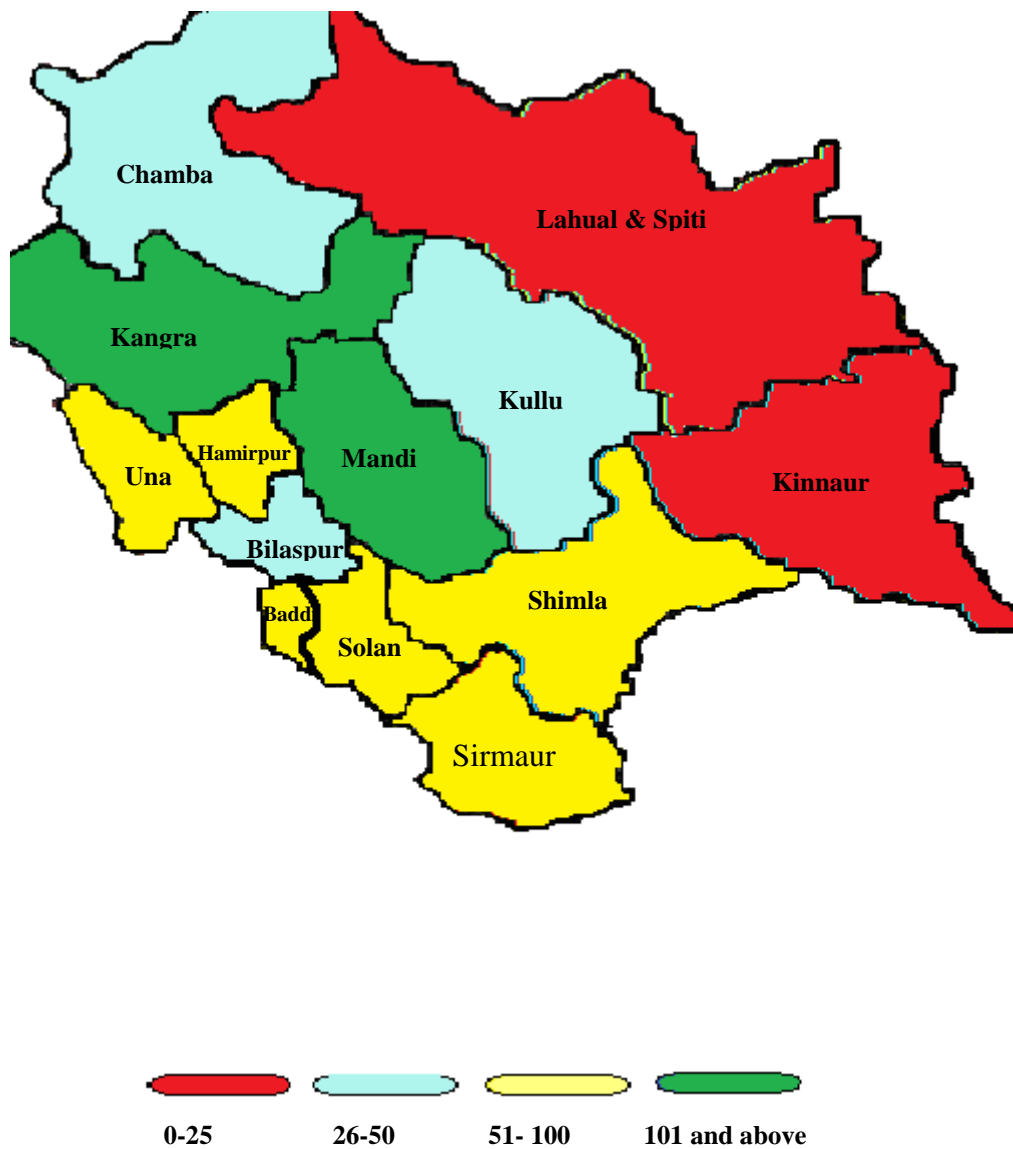 Chamba
Lahual & Spiti
Kangra
Kullu
Hamirpur
Mandi
Una
Kinnaur
Bilaspur
Shimla
Badd
Solan
Sirmaur
0-25 26-50 51- 100 101 and above